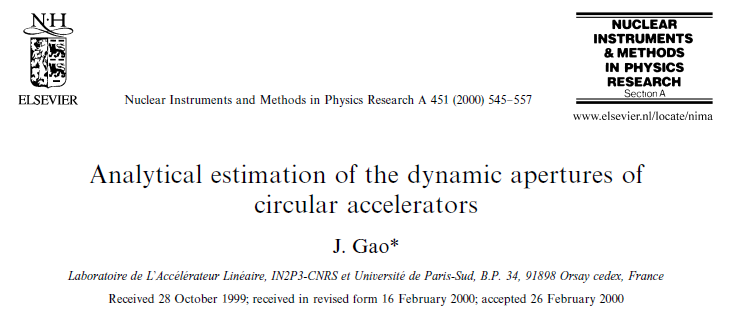 N·H
ELSEVIER
Nuclear Instruments and Methods in Physics Research A 451 (2000) 545–557
NUCLEAR
INSTRUMENTS
& METHODS
IN PHYSICS
RESEARCH
Section A
www.elsevier.nl/locate/nima
Analytical estimation of the dynamic apertures of
circular accelerators
J. Gao*
Laboratoire de L'Accélérateur Linéaire, IN2P3-CNRS et Université de Paris-Sud, B.P. 34, 91898 Orsay cedex, France
Received 28 October 1999; received in revised form 16 February 2000; accepted 26 February 2000